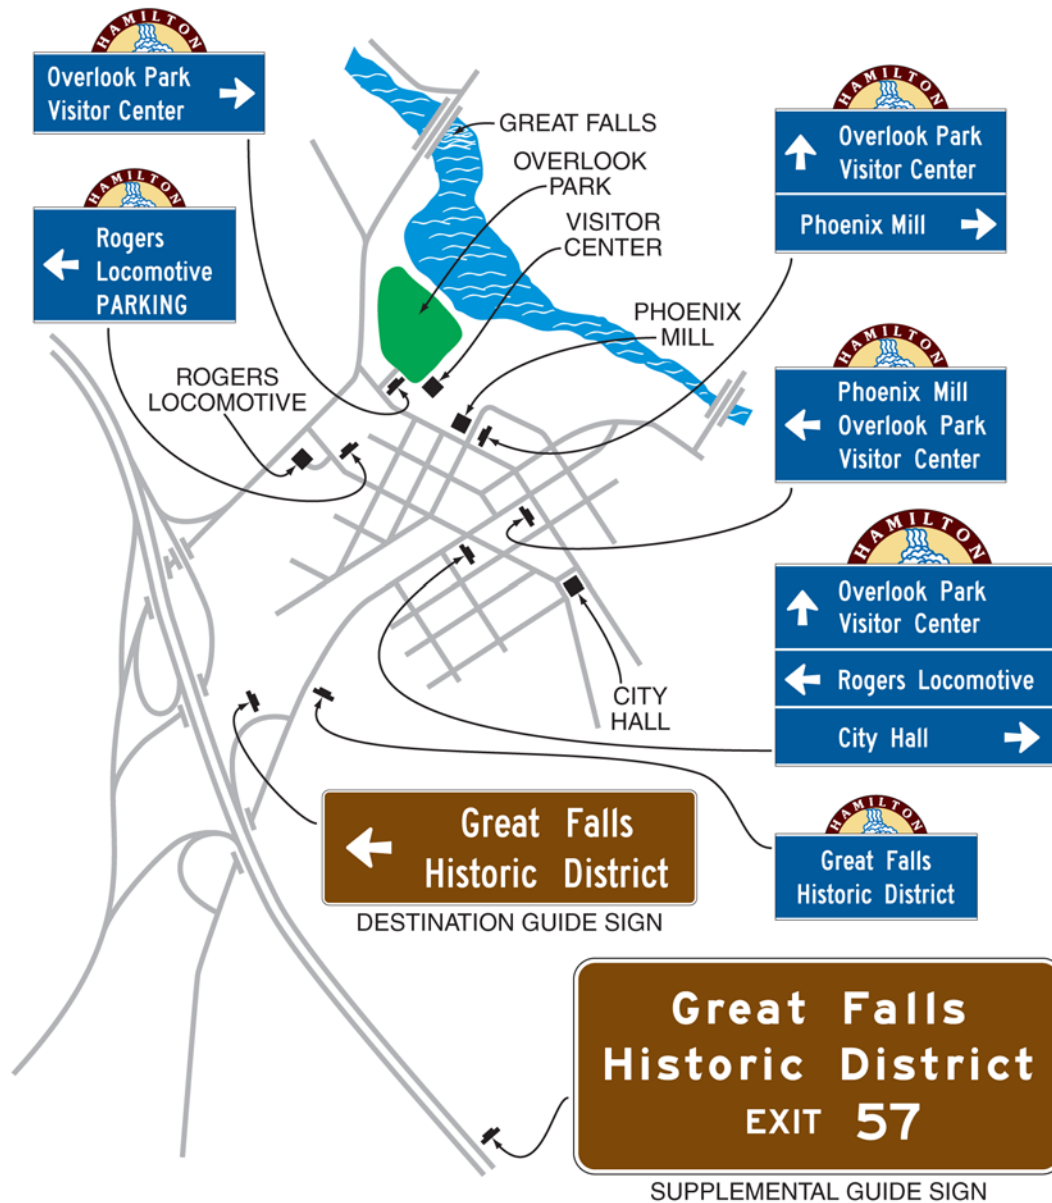 HAMILTON
Overlook Park
Visitor Center
HAMILTON
Rogers
Locomotive
PARKING
GREAT FALLS
OVERLOOK
PARK
VISITOR
CENTER
PHOENIX
MILL
ROGERS
LOCOMOTIVE
CITY
HALL
HAMILTON
Overlook Park
Visitor Center
Phoenix Mill
HAMILTON
Phoenix Mill
Overlook Park
Visitor Center
HAMILTON
Overlook Park
Visitor Center
Rogers Locomotive
City Hall
HAMILTON
Great Falls
Historic District
Great Falls
Historic District
DESTINATION GUIDE SIGN
Great Falls
Historic District
EXIT 57
SUPPLEMENTAL GUIDE SIGN